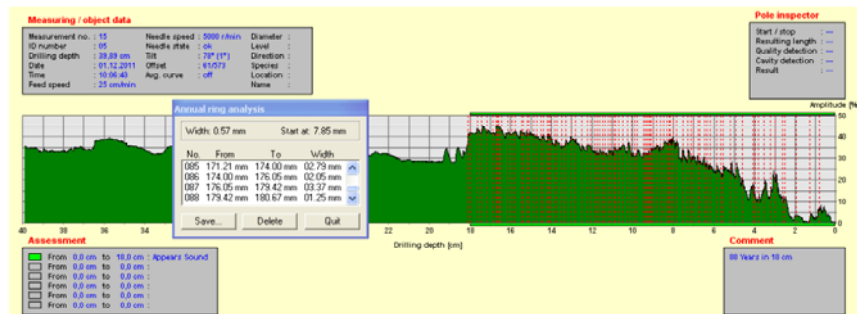 Measuring / object data
Measurement no. : 15 Needle speed : 5000 r/min Diameter :
ID number : 05 Needle state : ok Level :
Drilling depth : 39,89 cm Tilt : 78° (1°) Direction :
Date : 01.12.2011 Offset : 61/573 Species :
Time : 10:06:43 Avg. curve : off Location :
Feed speed : 25 cm/min Name :
Pole inspector
Start / stop : ---
Resulting length : ---
Quality detection : ---
Cavity detection : ---
Result : ---
Annual ring analysis
Width: 0.57 mm Start at: 7.85 mm
No. From To Width
085 171.21 mm 174.00 mm 02.79 mm
086 174.00 mm 176.05 mm 02.05 mm
087 176.05 mm 179.42 mm 03.37 mm
088 179.42 mm 180.67 mm 01.25 mm
Save... Delete Quit
Amplitude [%
50
40
30
20
10
0
40 38 36 34 22 20 18 16 14 12 10 8 6 4 2 0
Drilling depth [cm]
Assessment
From 0,0 cm to 18,0 cm : Appears Sound
From 0,0 cm to 0,0 cm :
From 0,0 cm to 0,0 cm :
From 0,0 cm to 0,0 cm :
From 0,0 cm to 0,0 cm :
From 0,0 cm to 0,0 cm :
Comment
88 Years in 18 cm